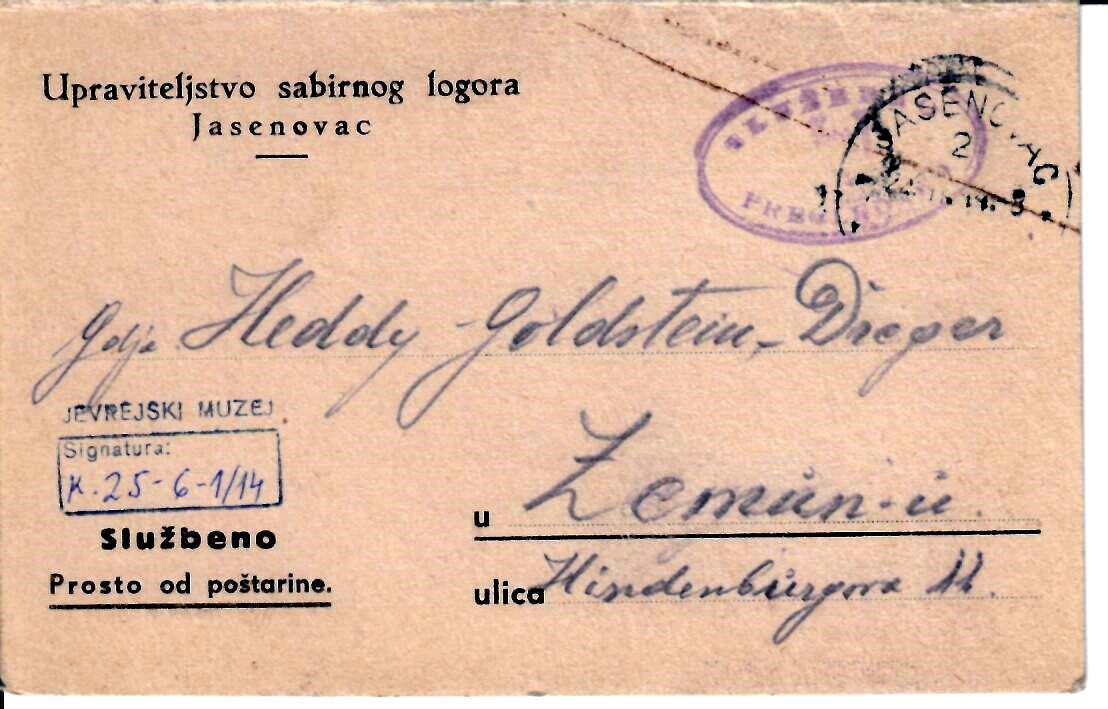 Upraviteljstvo sabirnog logora
Jasenovac
JASENOVAC
2
Gdje Heddy Goldstein-Dreger
JEVREJSKI MUZEJ
Signatura:
K.25-6-1/14
Službeno
Prosto od poštarine.
u Zemun-u.
ulica Hindenburgova 11.